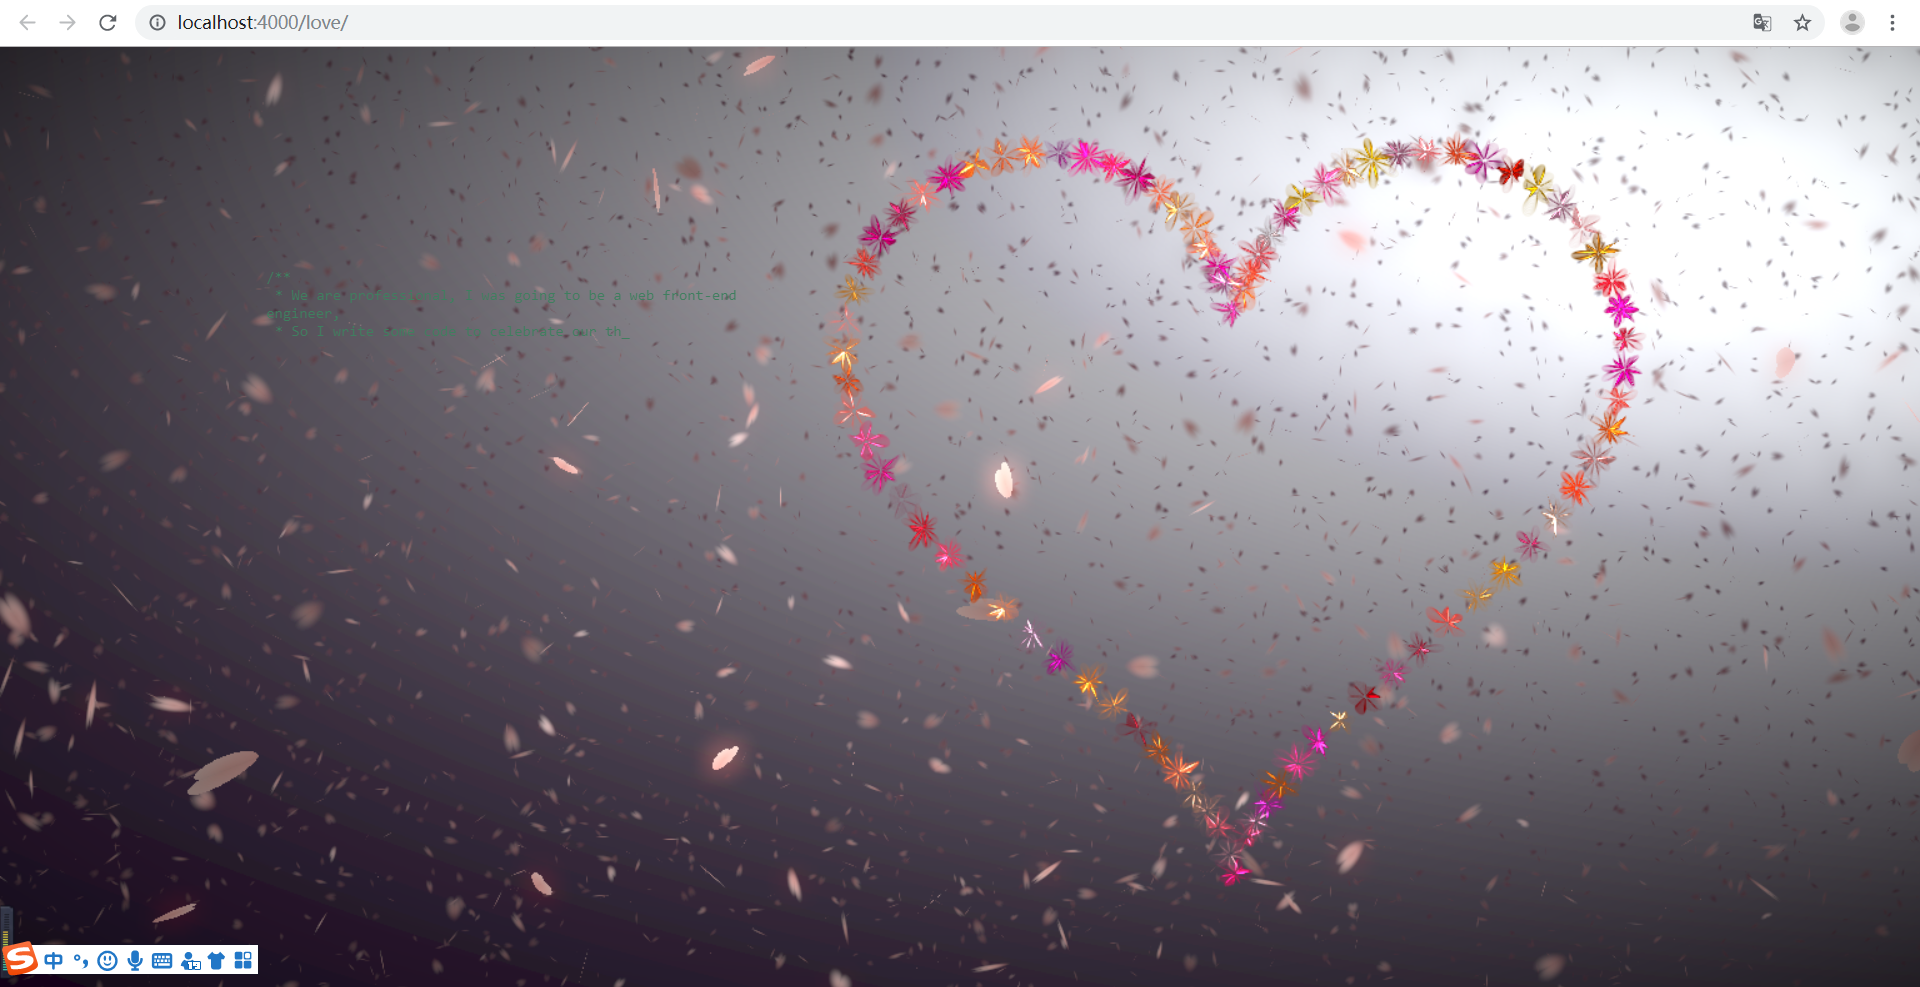 localhost:4000/love/
/**
* We are professional, I was going to be a web front-end
engineer,
* So I write some code to celebrate our th_
中